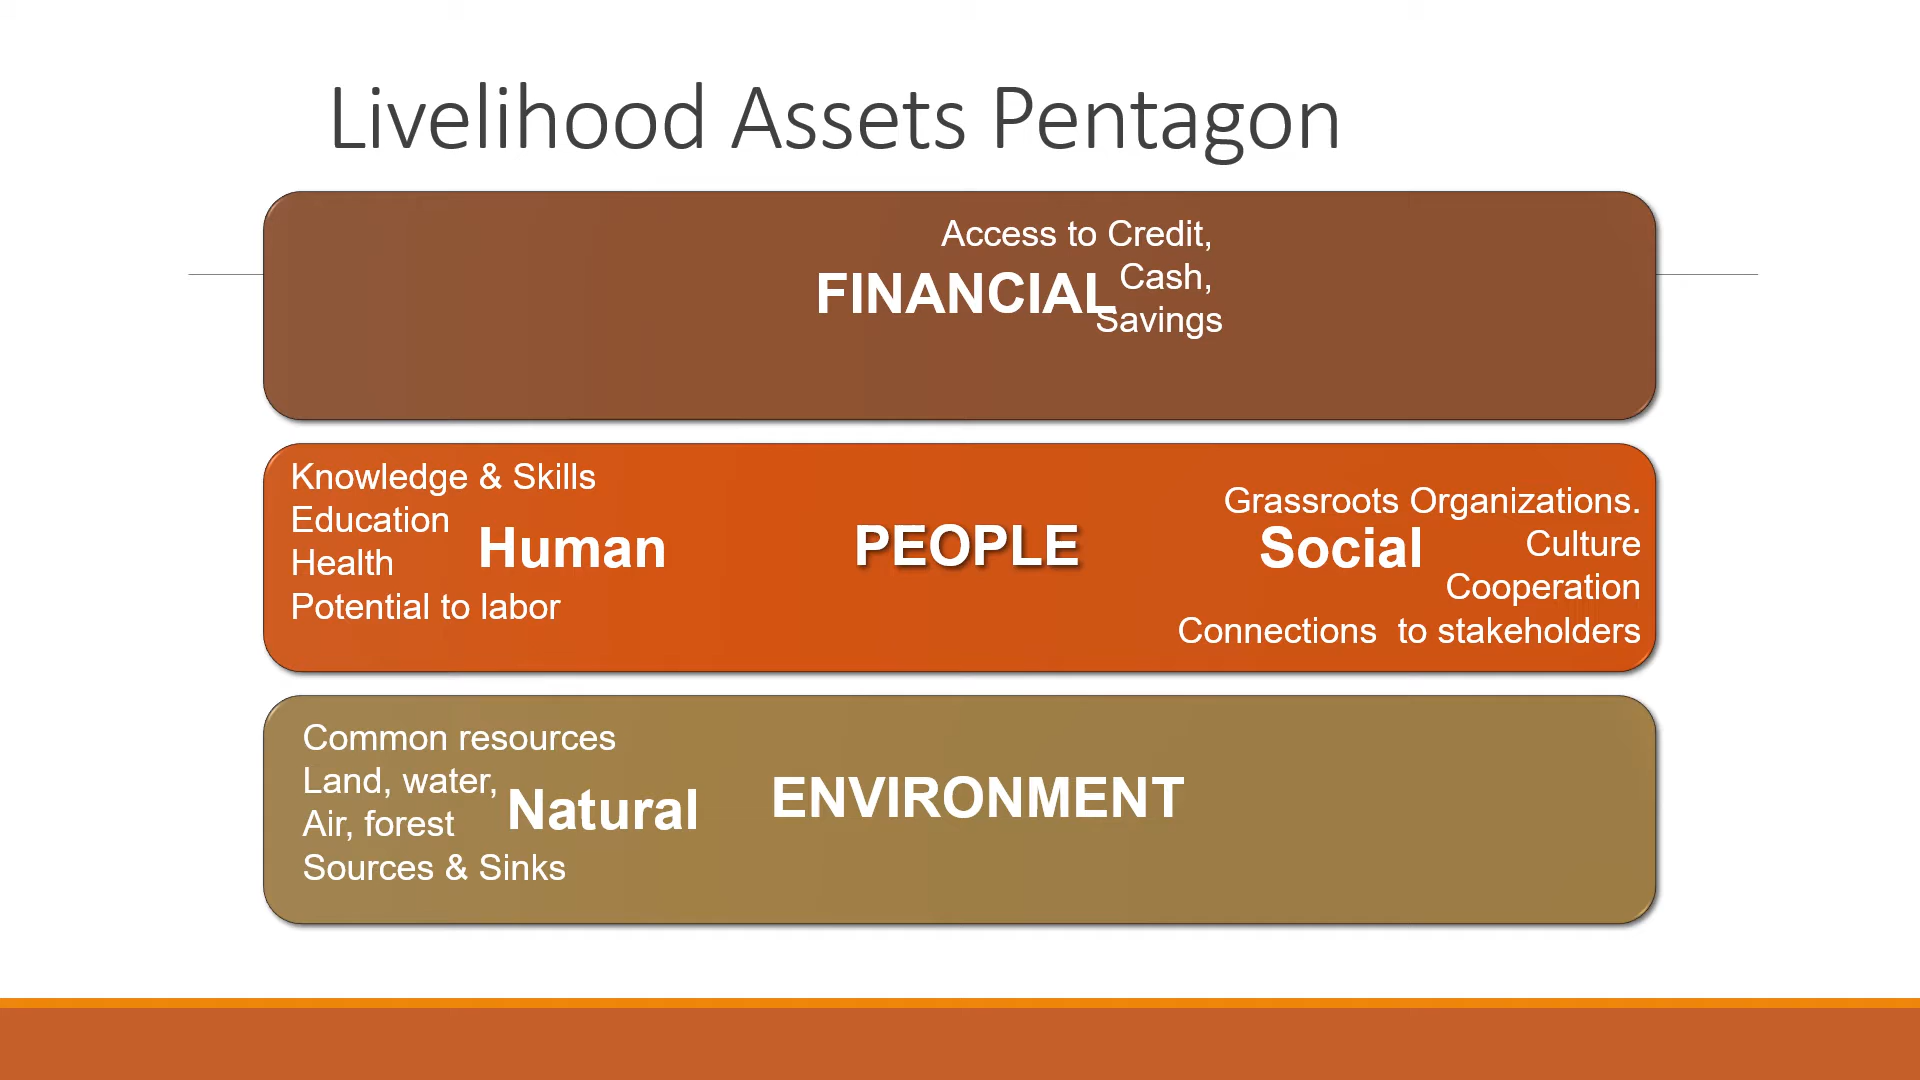 Livelihood Assets Pentagon
Access to Credit,
Cash,
FINANCIAL
Savings
Knowledge & Skills
Education
Health
Potential to labor
Human
PEOPLE
Social
Grassroots Organizations.
Culture
Cooperation
Connections  to stakeholders
Common resources
Land, water,
Air, forest
Sources & Sinks
Natural
ENVIRONMENT